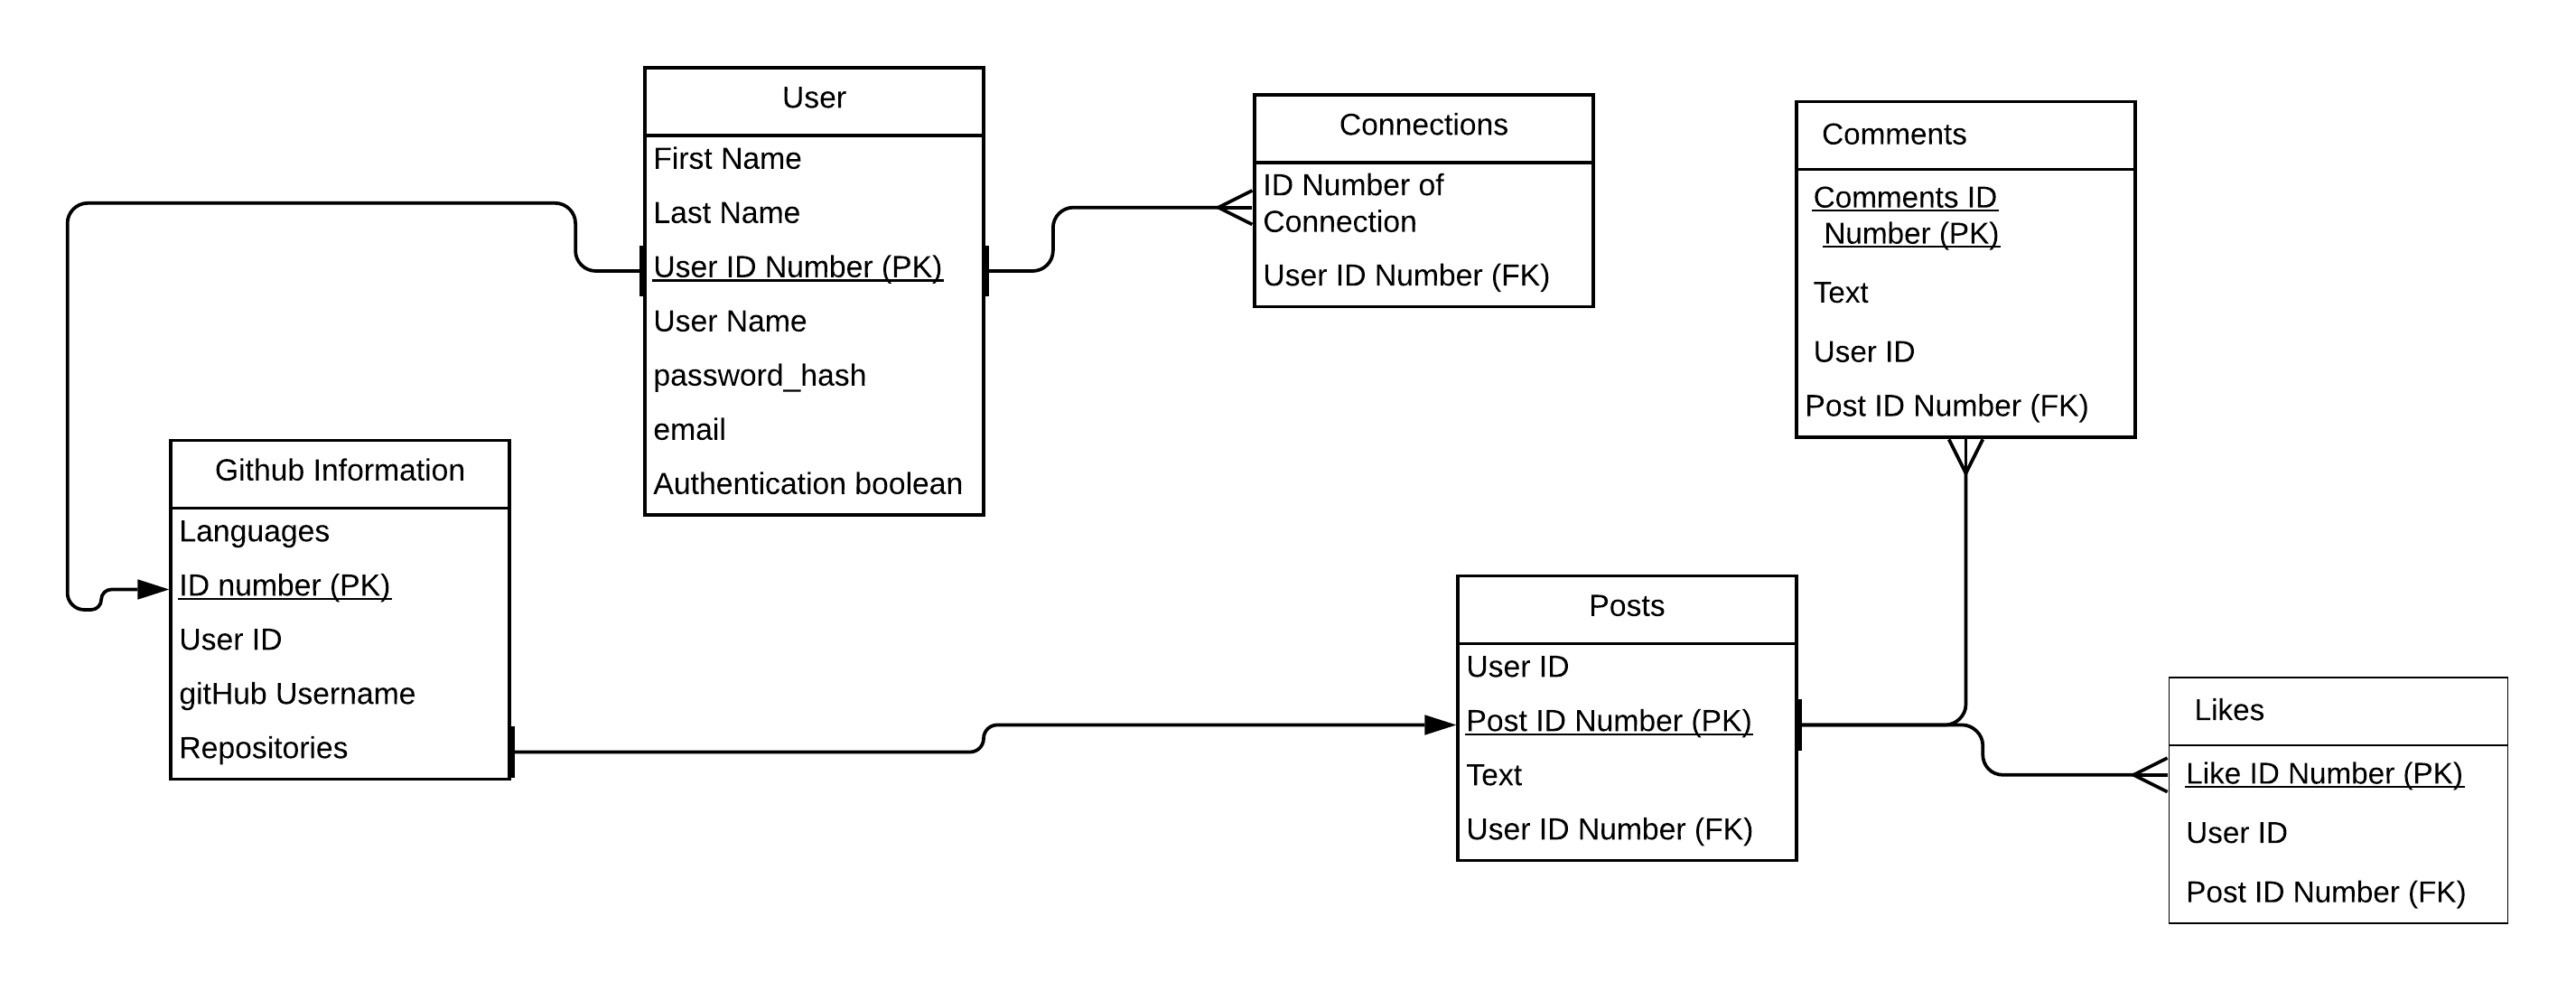 User
First Name
Last Name
User ID Number (PK)
User Name
password_hash
email
Authentication boolean
Connections
ID Number of
Connection
User ID Number (FK)
Comments
Comments ID
Number (PK)
Text
User ID
Post ID Number (FK)
Github Information
Languages
ID number (PK)
User ID
gitHub Username
Repositories
Posts
User ID
Post ID Number (PK)
Text
User ID Number (FK)
Likes
Like ID Number (PK)
User ID
Post ID Number (FK)